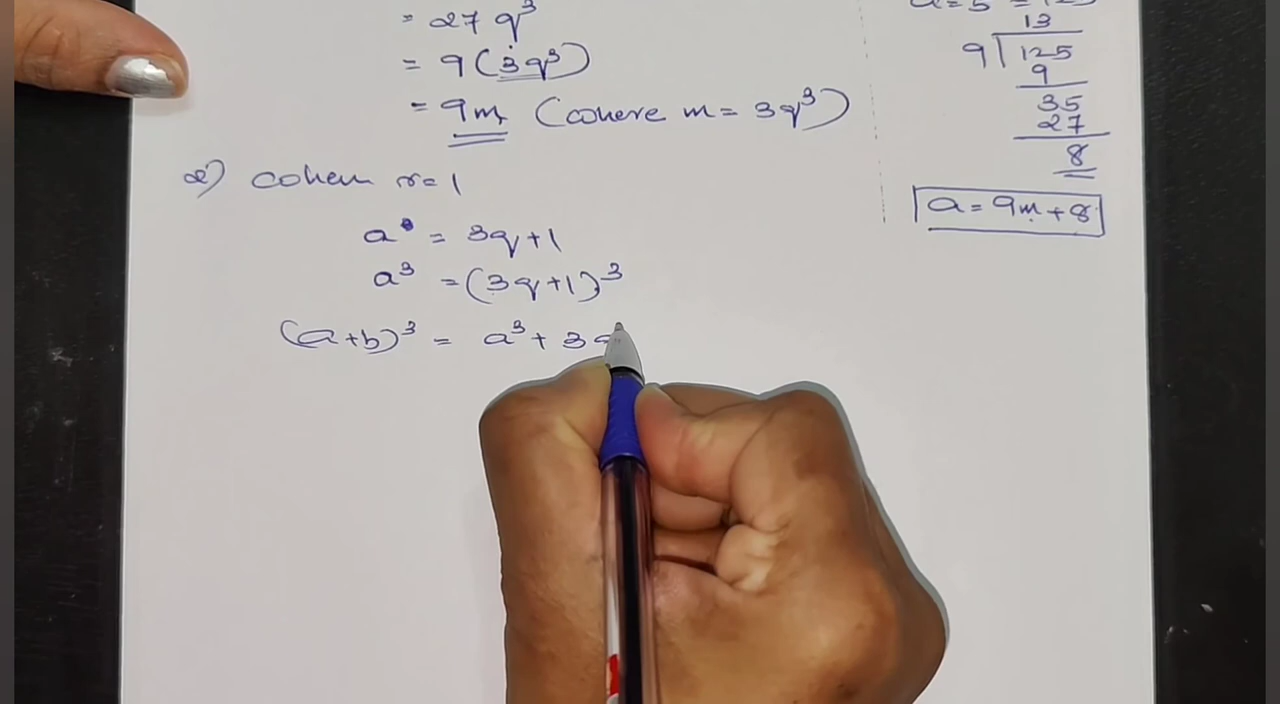 = 27 q³
= 9 (3q³)
= 9m (where m = 3q³)
2) when r=1
a = 3q+1
a³ = (3q+1)³
(a+b)³ = a³ + 3a
13
9 125
9
35
27
8
a = 9m+8